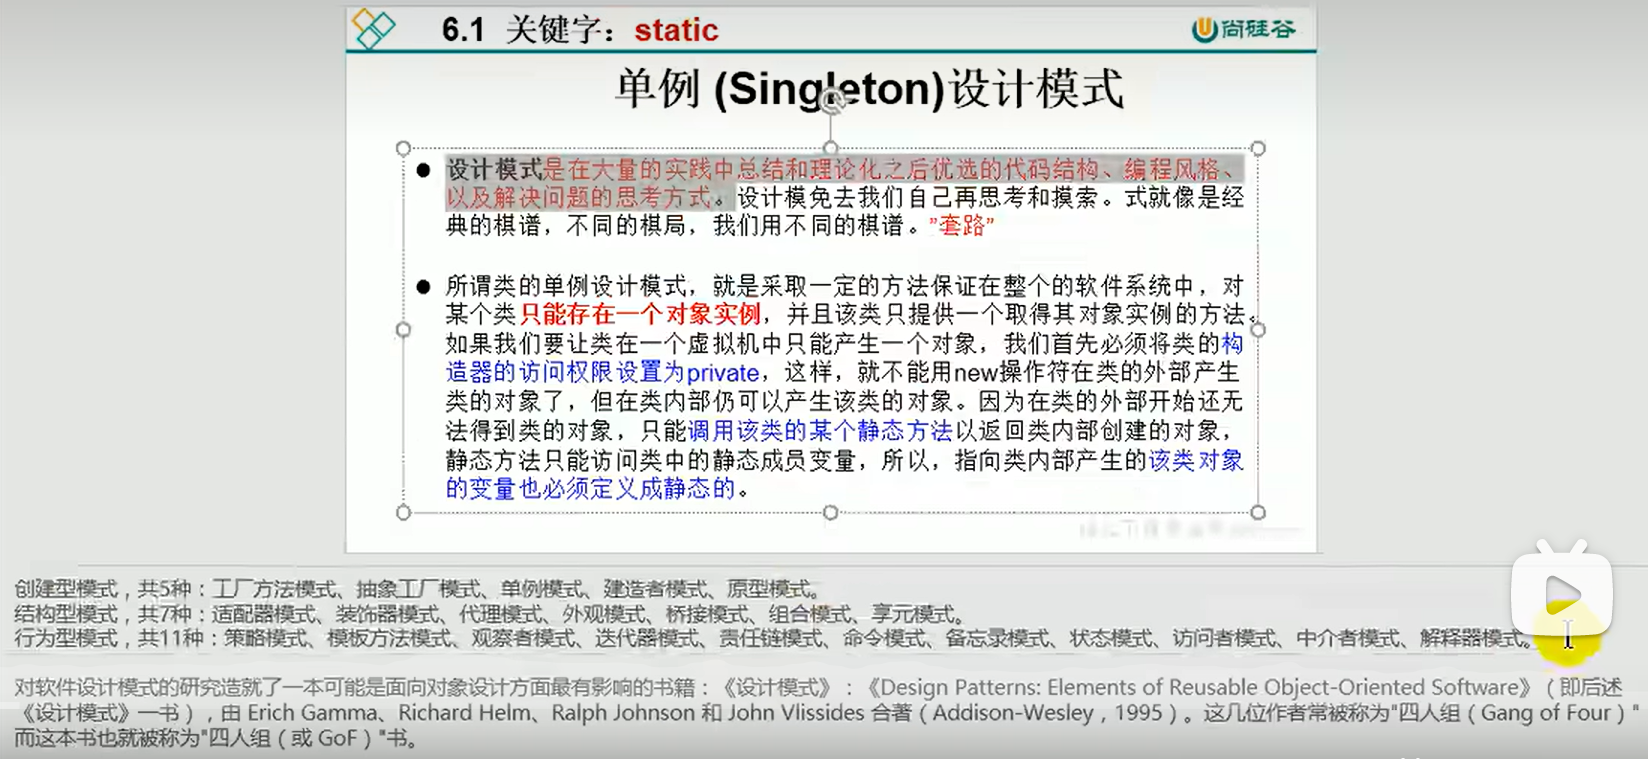 6.1 关键字：static
尚硅谷
单例 (Singleton)设计模式
设计模式是在大量的实践中总结和理论化之后优选的代码结构、编程风格、
以及解决问题的思考方式。设计模免去我们自己再思考和摸索。式就像是经
典的棋谱，不同的棋局，我们用不同的棋谱。”套路”
所谓类的单例设计模式，就是采取一定的方法保证在整个的软件系统中，对
某个类只能存在一个对象实例，并且该类只提供一个取得其对象实例的方法。
如果我们要让类在一个虚拟机中只能产生一个对象，我们首先必须将类的构
造器的访问权限设置为private，这样，就不能用new操作符在类的外部产生
类的对象了，但在类内部仍可以产生该类的对象。因为在类的外部开始还无
法得到类的对象，只能调用该类的某个静态方法以返回类内部创建的对象，
静态方法只能访问类中的静态成员变量，所以，指向类内部产生的该类对象
的变量也必须定义成静态的。
创建型模式，共5种：工厂方法模式、抽象工厂模式、单例模式、建造者模式、原型模式。
结构型模式，共7种：适配器模式、装饰器模式、代理模式、外观模式、桥接模式、组合模式、享元模式。
行为型模式，共11种：策略模式、模板方法模式、观察者模式、迭代器模式、责任链模式、命令模式、备忘录模式、状态模式、访问者模式、中介者模式、解释器模式。
对软件设计模式的研究造就了一本可能是面向对象设计方面最有影响的书籍：《设计模式》：《Design Patterns: Elements of Reusable Object-Oriented Software》（即后述
《设计模式》一书），由 Erich Gamma、Richard Helm、Ralph Johnson 和 John Vlissides 合著（Addison-Wesley，1995）。这几位作者常被称为"四人组（Gang of Four）"
而这本书也就被称为"四人组（或 GoF）"书。